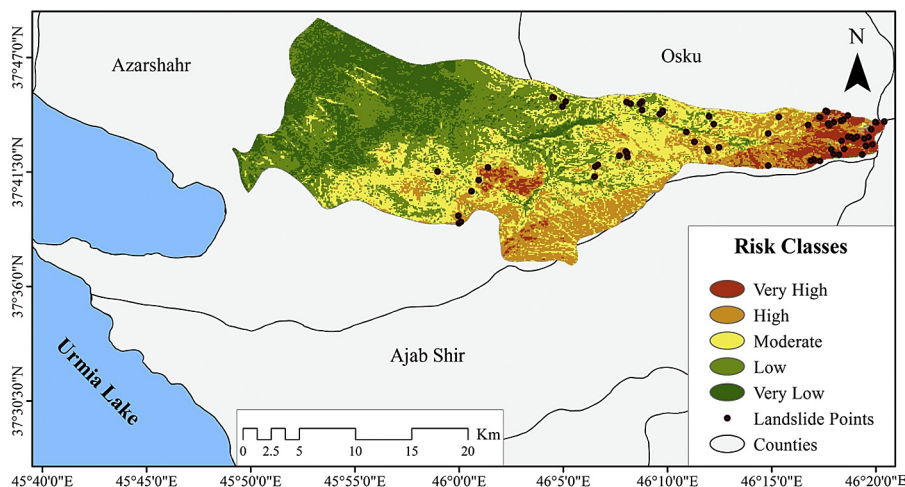 Azarshahr
Osku
N
37°47'0"N
37°41'30"N
37°36'0"N
37°30'30"N
Ajab Shir
Urmia Lake
Risk Classes
Very High
High
Moderate
Low
Very Low
Landslide Points
Counties
Km
0 2.5 5 10 15 20
45°40'0"E 45°45'0"E 45°50'0"E 45°55'0"E 46°0'0"E 46°5'0"E 46°10'0"E 46°15'0"E 46°20'0"E